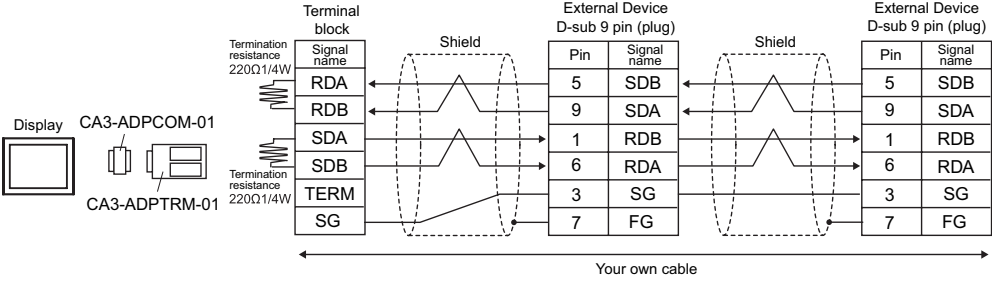 Terminal
block
External Device
D-sub 9 pin (plug)
External Device
D-sub 9 pin (plug)
Termination
resistance
220Ω1/4W
Signal
name
Shield
Pin
Signal
name
Shield
Pin
Signal
name
RDA
5
SDB
5
SDB
RDB
9
SDA
9
SDA
Display
CA3-ADPCOM-01
SDA
1
RDB
1
RDB
SDB
6
RDA
6
RDA
Termination
resistance
220Ω1/4W
CA3-ADPTRM-01
TERM
3
SG
3
SG
SG
7
FG
7
FG
Your own cable